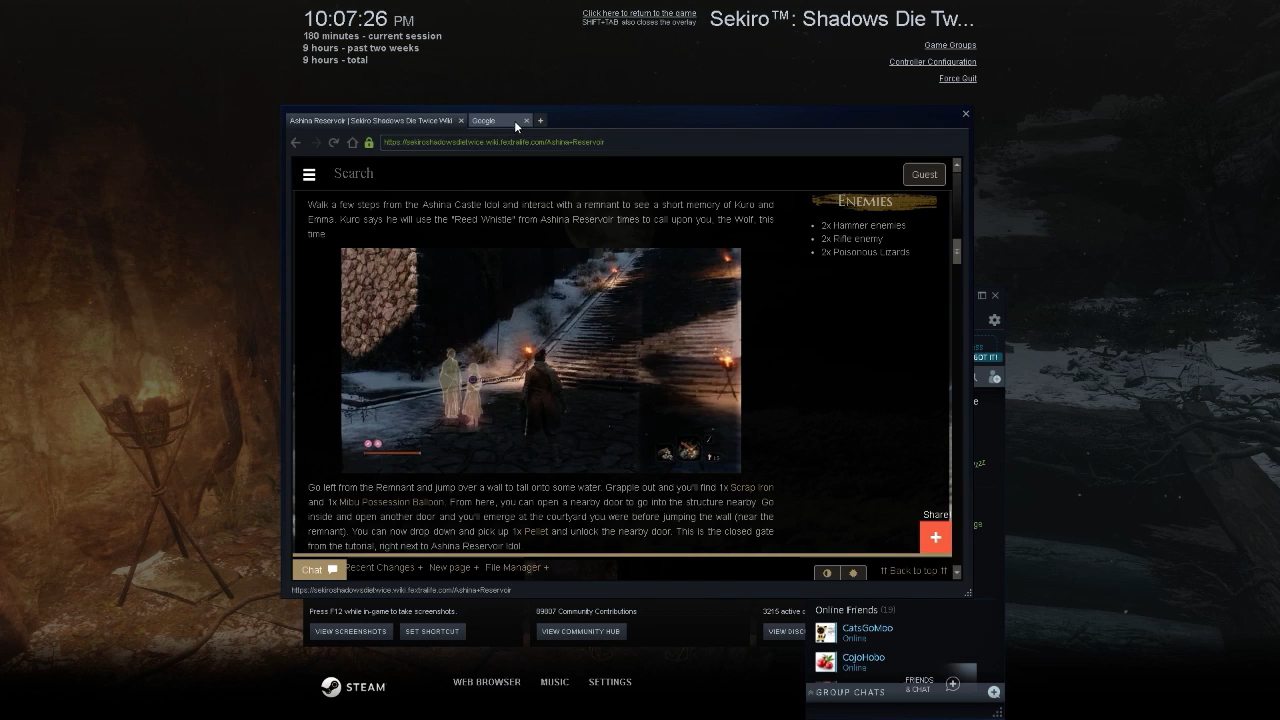 10:07:26 PM
180 minutes - current session
9 hours - past two weeks
9 hours - total
Click here to return to the game
SHIFT+TAB also closes the overlay
Sekiro™: Shadows Die Tw...
Game Groups
Controller Configuration
Force Quit
Ashina Reservoir | Sekiro Shadows Die Twice Wiki
Google
https://sekiroshadowsdietwice.wiki.fextralife.com/Ashina+Reservoir
Search
Guest
Walk a few steps from the Ashina Castle Idol and interact with a remnant to see a short memory of Kuro and
Emma. Kuro says he will use the "Reed Whistle" from Ashina Reservoir times to call upon you, the Wolf, this
time.
Enemies
2x Hammer enemies
2x Rifle enemy
2x Poisonous Lizards
Go left from the Remnant and jump over a wall to fall onto some water. Grapple out and you'll find 1x Scrap Iron
and 1x Mibu Possession Balloon. From here, you can open a nearby door to go into the structure nearby. Go
inside and open another door and you'll emerge at the courtyard you were before jumping the wall (near the
remnant). You can now drop down and pick up 1x Pellet and unlock the nearby door. This is the closed gate
from the tutorial, right next to Ashina Reservoir Idol
Share
+
GOT IT!
Chat
Recent Changes +
New page +
File Manager +
Back to top
https://sekiroshadowsdietwice.wiki.fextralife.com/Ashina+Reservoir
Press F12 while in-game to take screenshots.
VIEW SCREENSHOTS
SET SHORTCUT
89807 Community Contributions
VIEW COMMUNITY HUB
3215 active
VIEW DISC
Online Friends (19)
CatsGoMoo
Online
CojoHobo
Online
FRIENDS
& CHAT
GROUP CHATS
STEAM
WEB BROWSER
MUSIC
SETTINGS